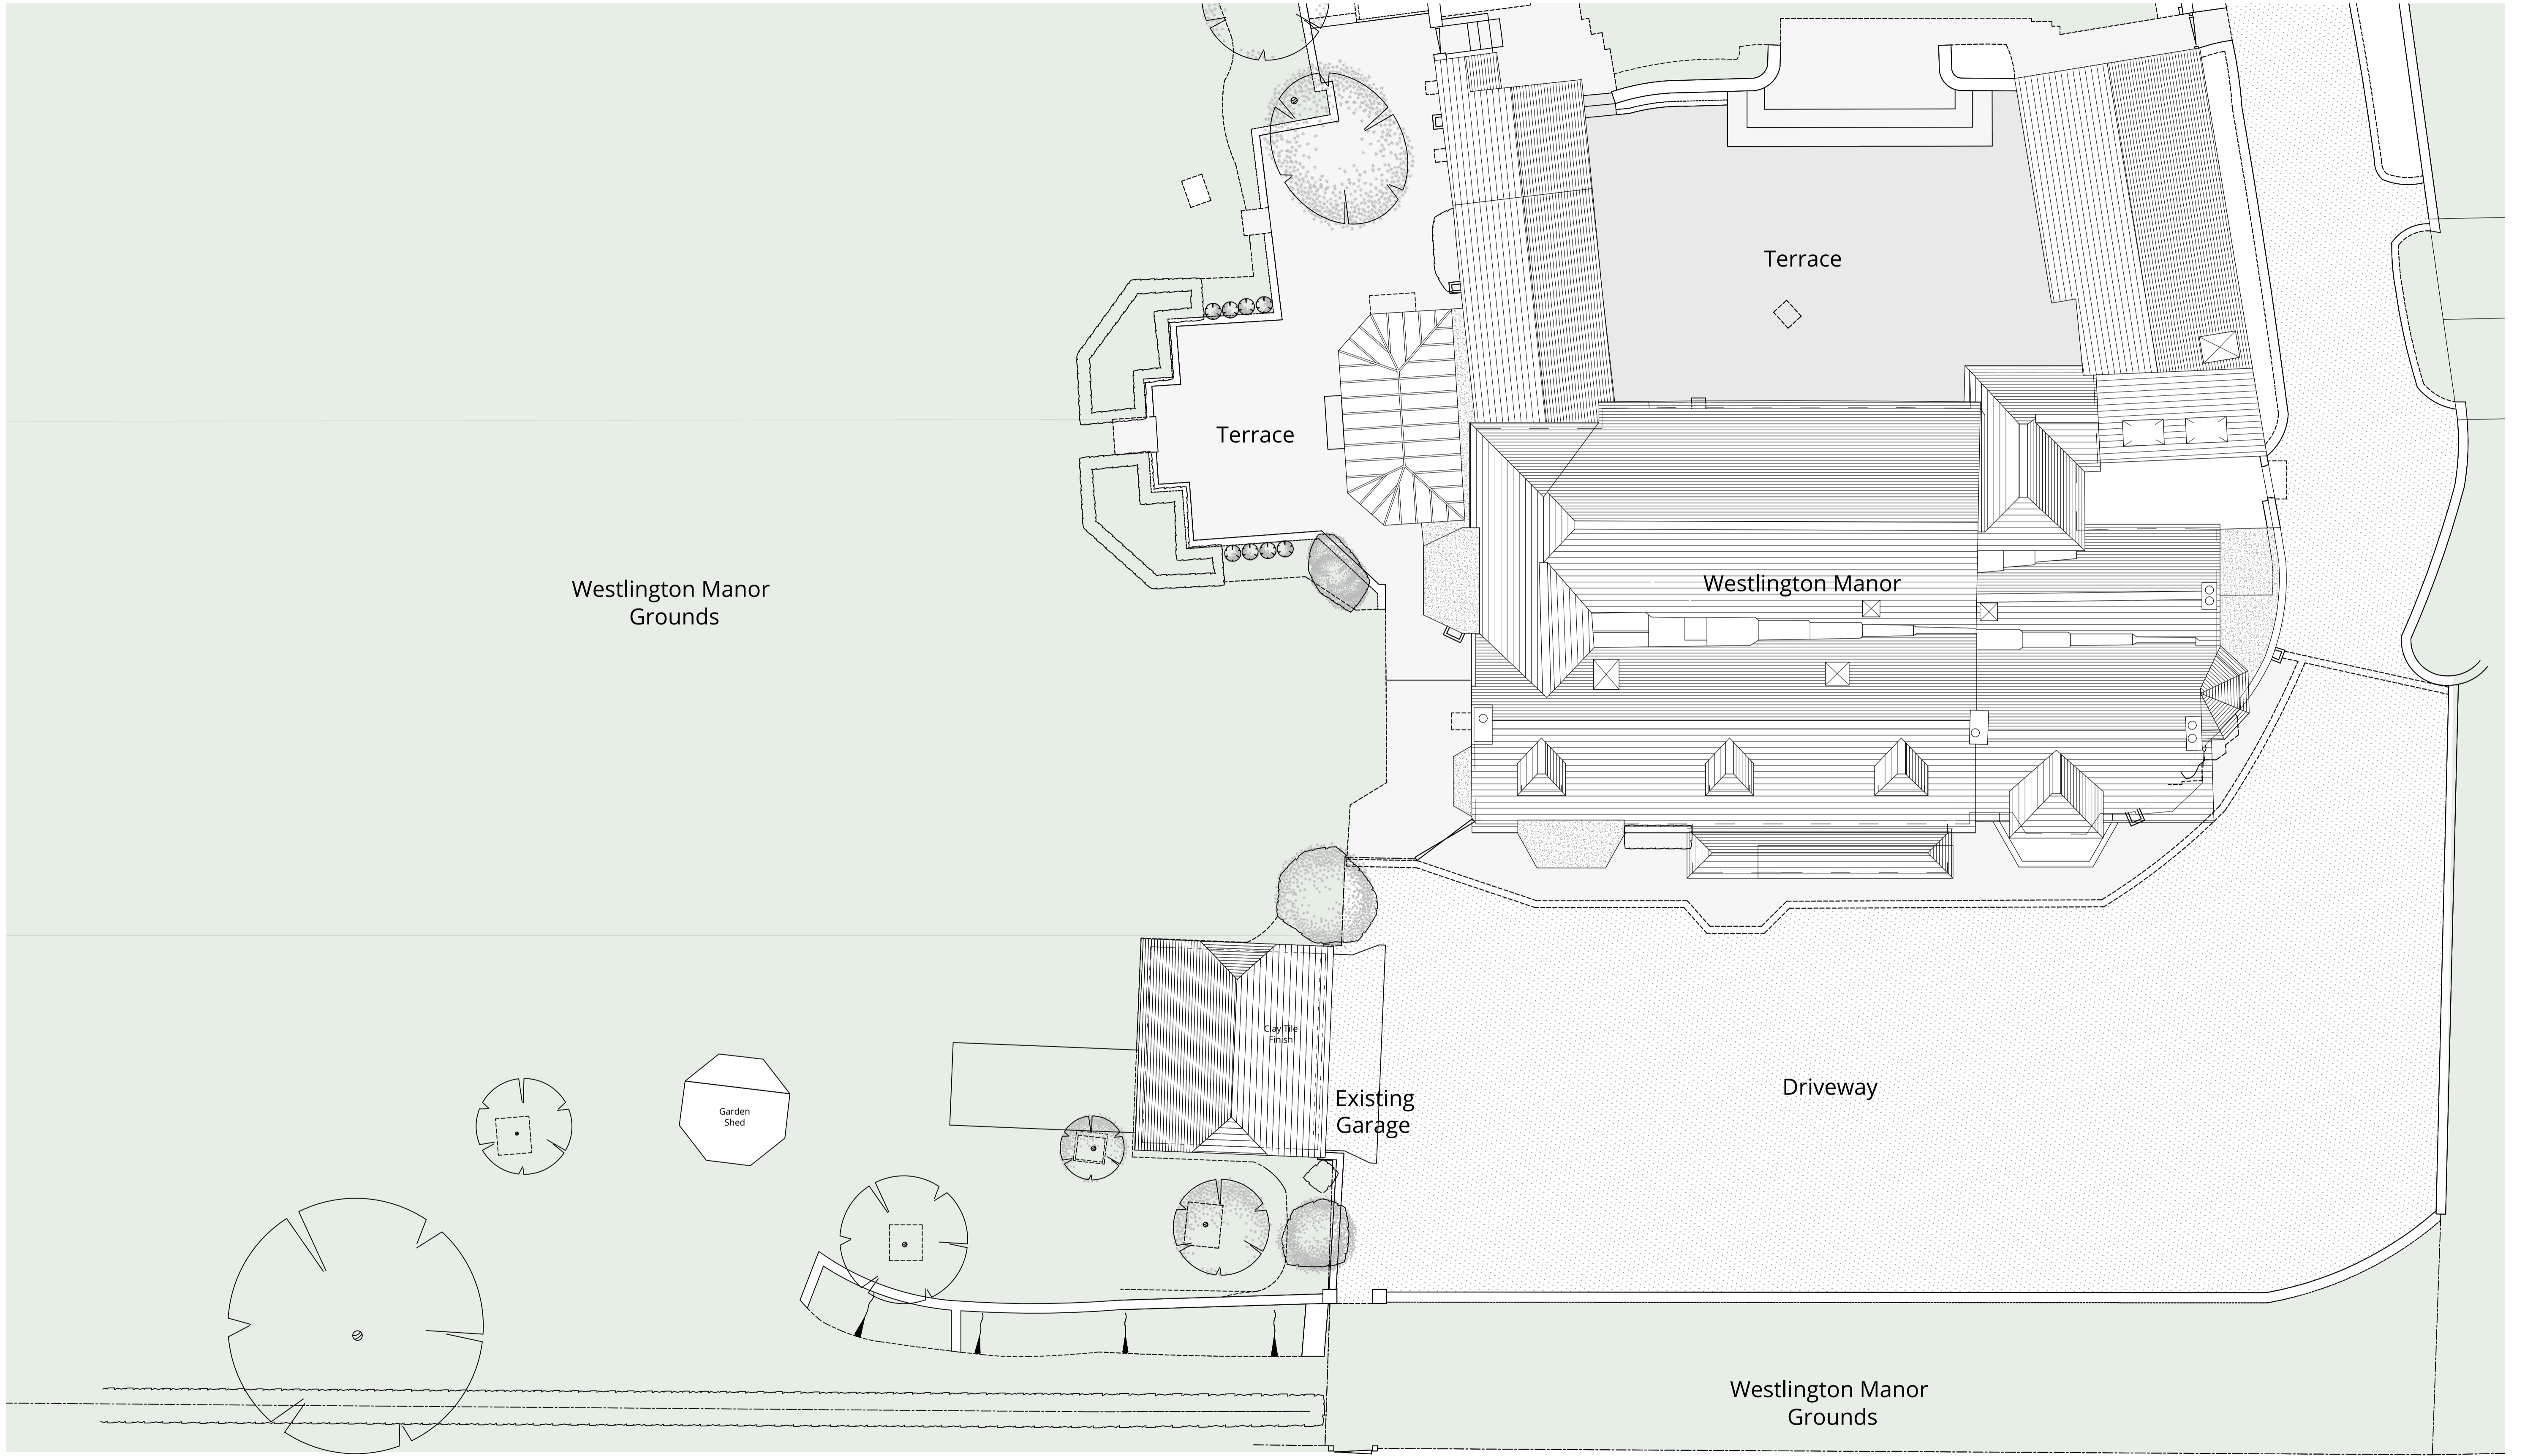 Terrace
Terrace
Westlington Manor
Westlington Manor
Grounds
Clay Tile
Finish
Existing
Garage
Driveway
Garden
Shed
Westlington Manor
Grounds